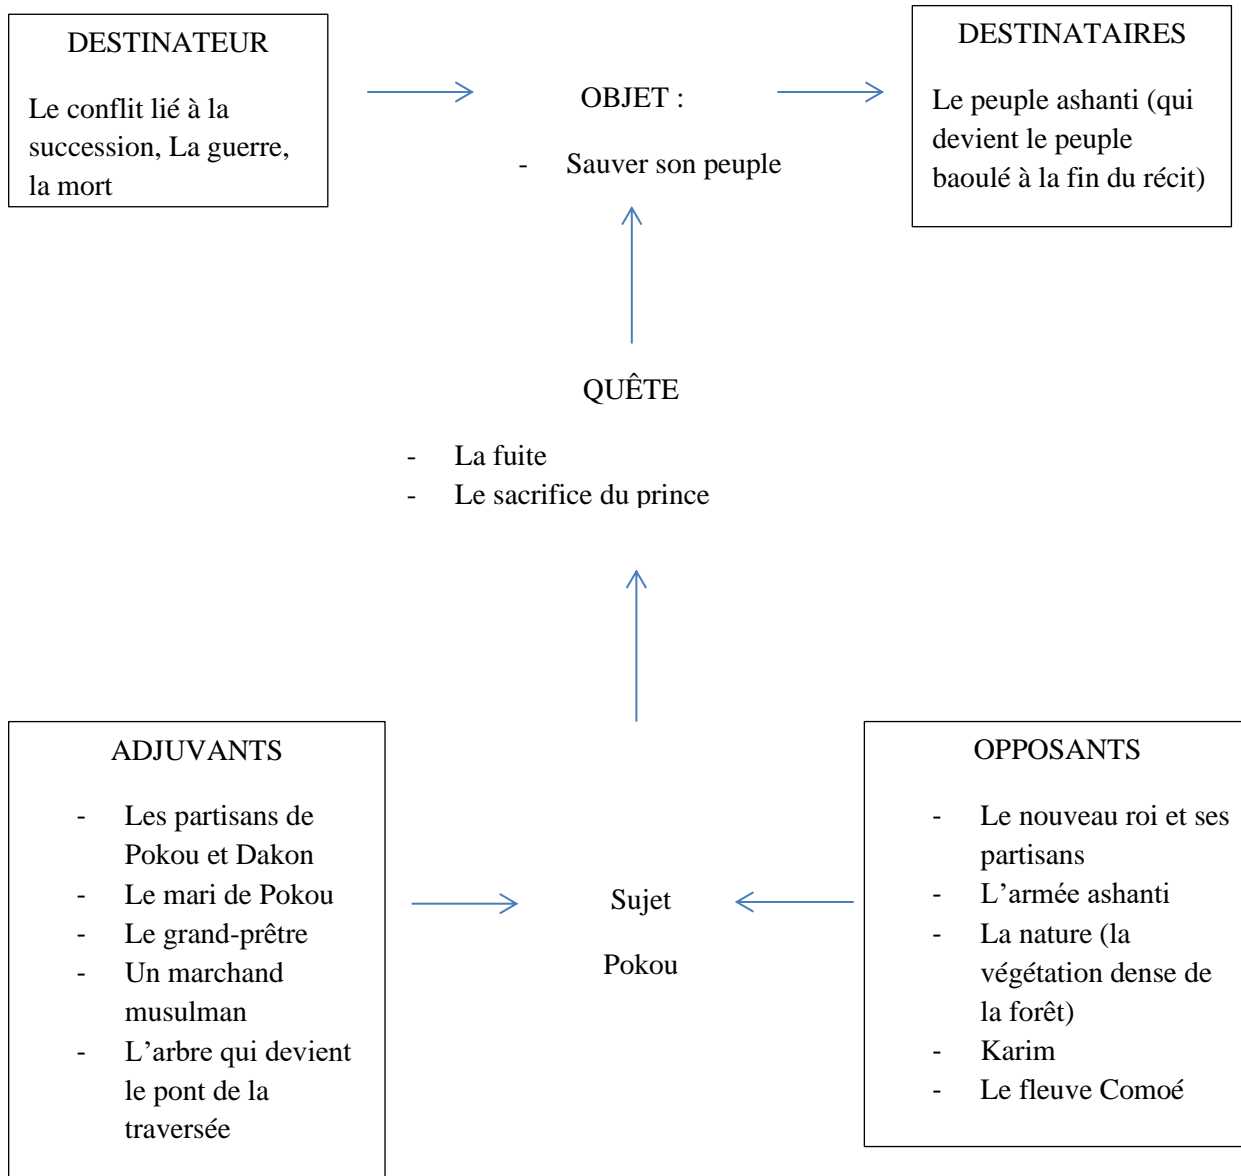 DESTINATEUR
Le conflit lié à la
succession, La guerre,
la mort
OBJET :
- Sauver son peuple
DESTINATAIRES
Le peuple ashanti (qui
devient le peuple
baoulé à la fin du récit)
QUÊTE
- La fuite
- Le sacrifice du prince
ADJUVANTS
- Les partisans de
Pokou et Dakon
- Le mari de Pokou
- Le grand-prêtre
- Un marchand
musulman
- L’arbre qui devient
le pont de la
traversée
Sujet
Pokou
OPPOSANTS
- Le nouveau roi et ses
partisans
- L’armée ashanti
- La nature (la
végétation dense de
la forêt)
- Karim
- Le fleuve Comoé